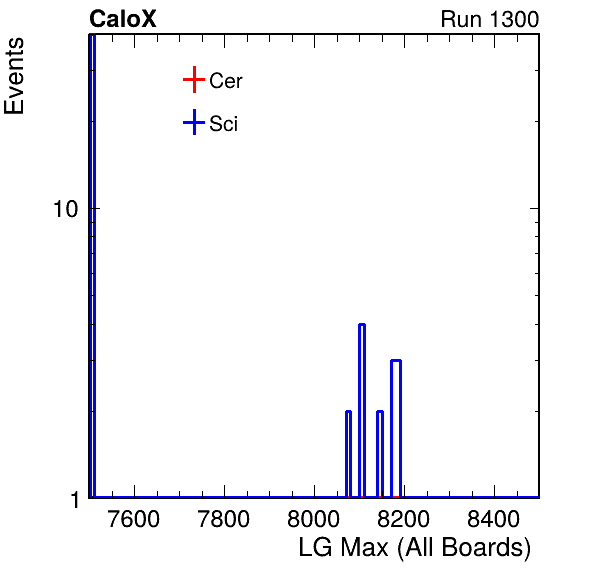 CaloX Run 1300
Events
Cer
Sci
10
1
7600 7800 8000 8200 8400
LG Max (All Boards)